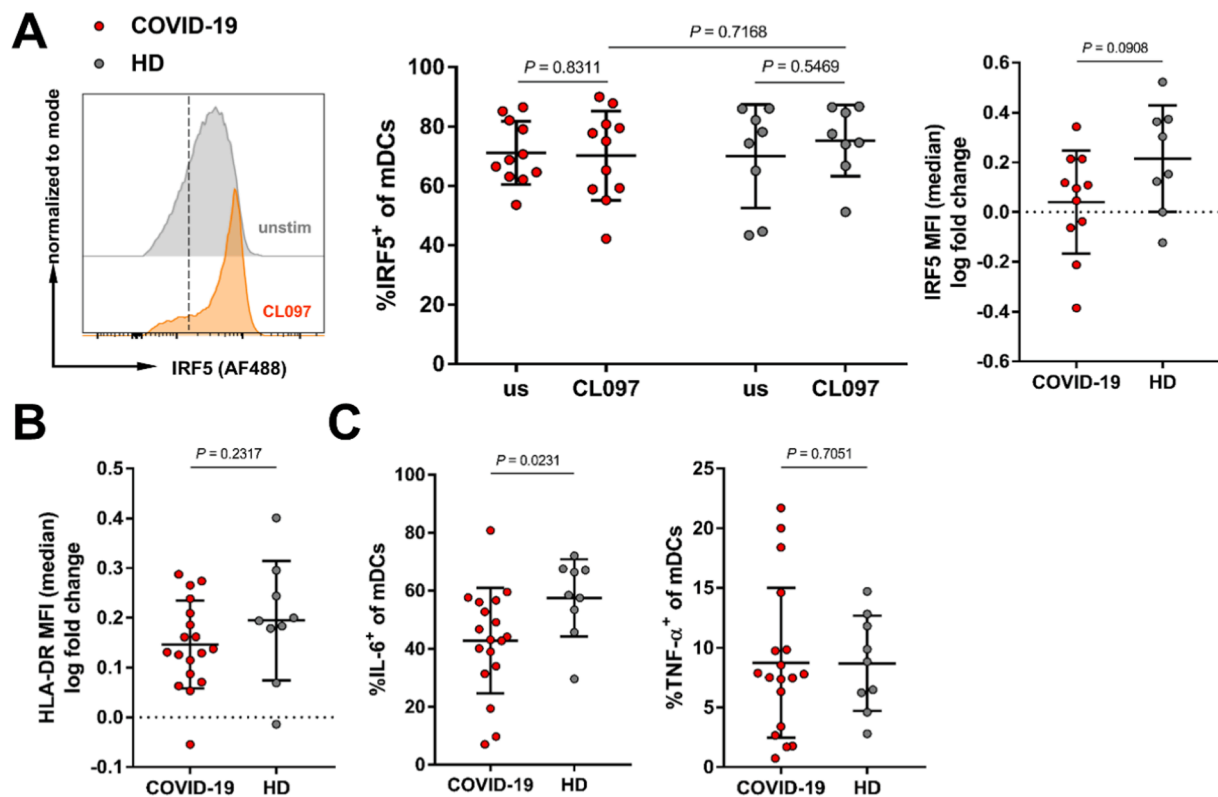 A
COVID-19
HD
normalized to mode
unstim
CL097
IRF5 (AF488)
%IRF5+ of mDCs
100
80
60
40
20
0
P = 0.7168
P = 0.8311
P = 0.5469
us
CL097
us
CL097
IRF5 MFI (median)
log fold change
0.6
0.4
0.2
0.0
-0.2
-0.4
-0.6
P = 0.0908
COVID-19
HD
B
HLA-DR MFI (median)
log fold change
0.5
0.4
0.3
0.2
0.1
0.0
-0.1
P = 0.2317
COVID-19
HD
C
%IL-6+ of mDCs
100
80
60
40
20
0
P = 0.0231
COVID-19
HD
%TNF-α+ of mDCs
25
20
15
10
5
0
P = 0.7051
COVID-19
HD